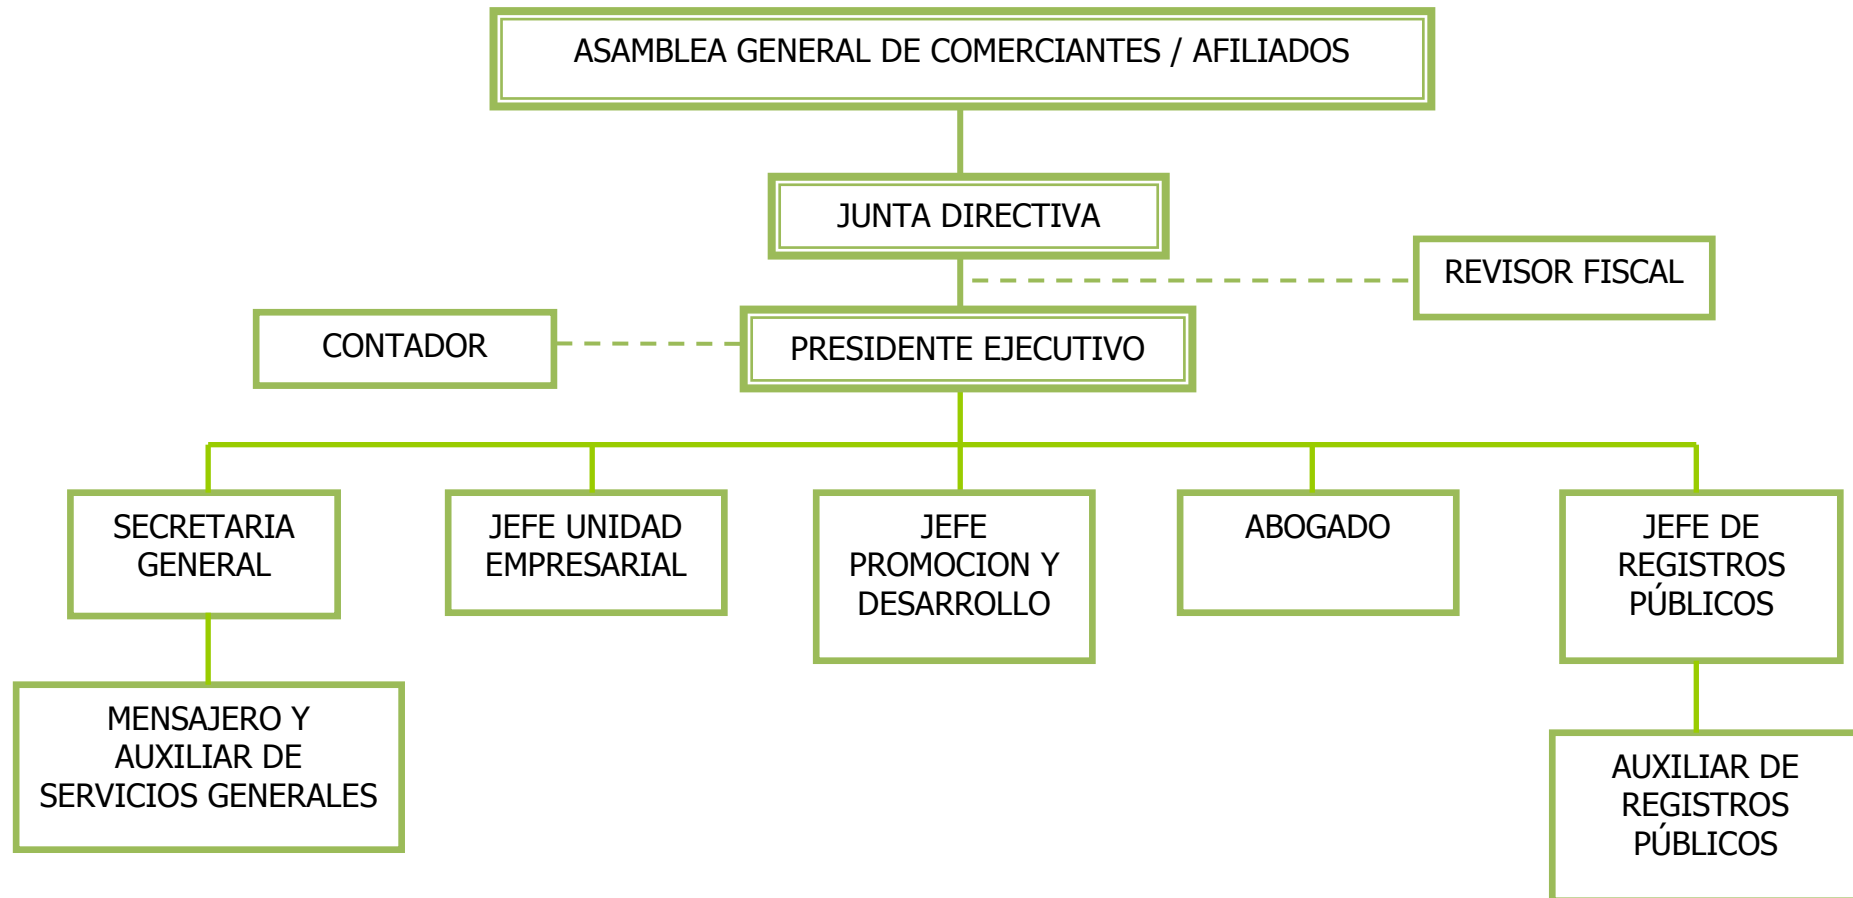 ASAMBLEA GENERAL DE COMERCIANTES / AFILIADOS
JUNTA DIRECTIVA
REVISOR FISCAL
CONTADOR
PRESIDENTE EJECUTIVO
SECRETARIA
GENERAL
JEFE UNIDAD
EMPRESARIAL
JEFE
PROMOCION Y
DESARROLLO
ABOGADO
JEFE DE
REGISTROS
PÚBLICOS
MENSAJERO Y
AUXILIAR DE
SERVICIOS GENERALES
AUXILIAR DE
REGISTROS
PÚBLICOS